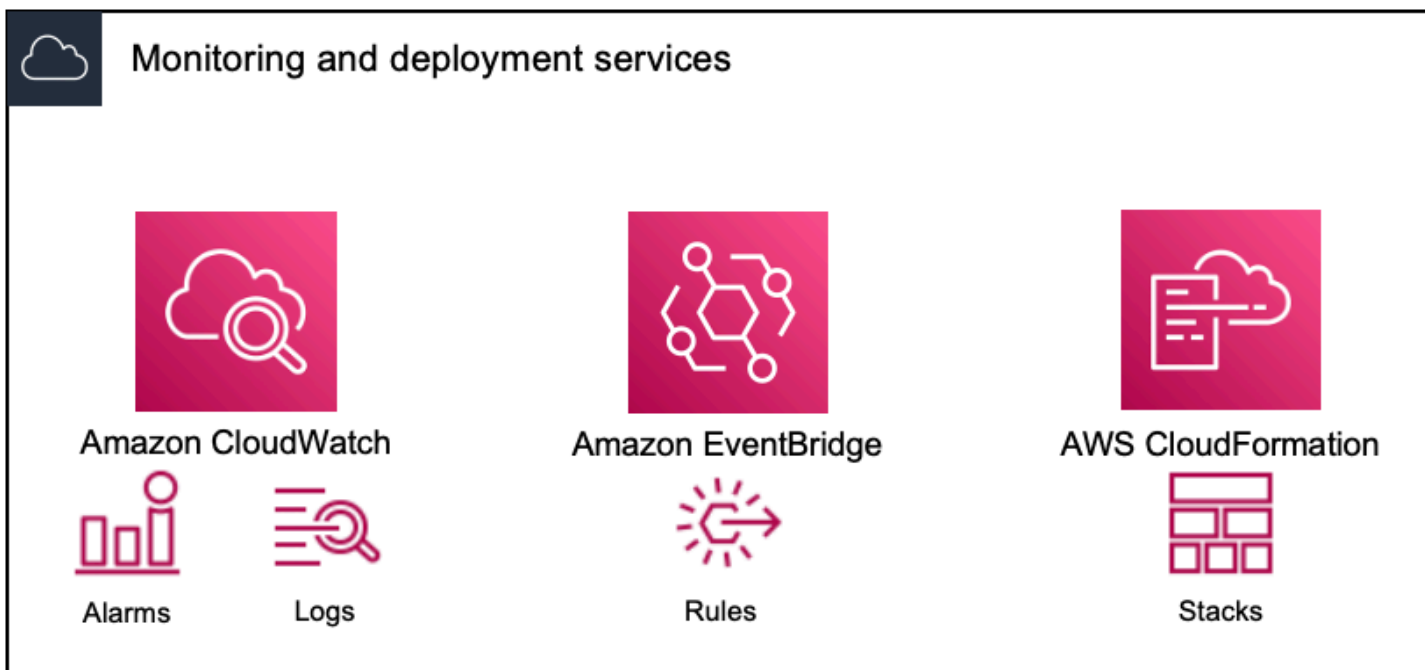 Monitoring and deployment services
Amazon CloudWatch
Amazon EventBridge
AWS CloudFormation
Alarms
Logs
Rules
Stacks